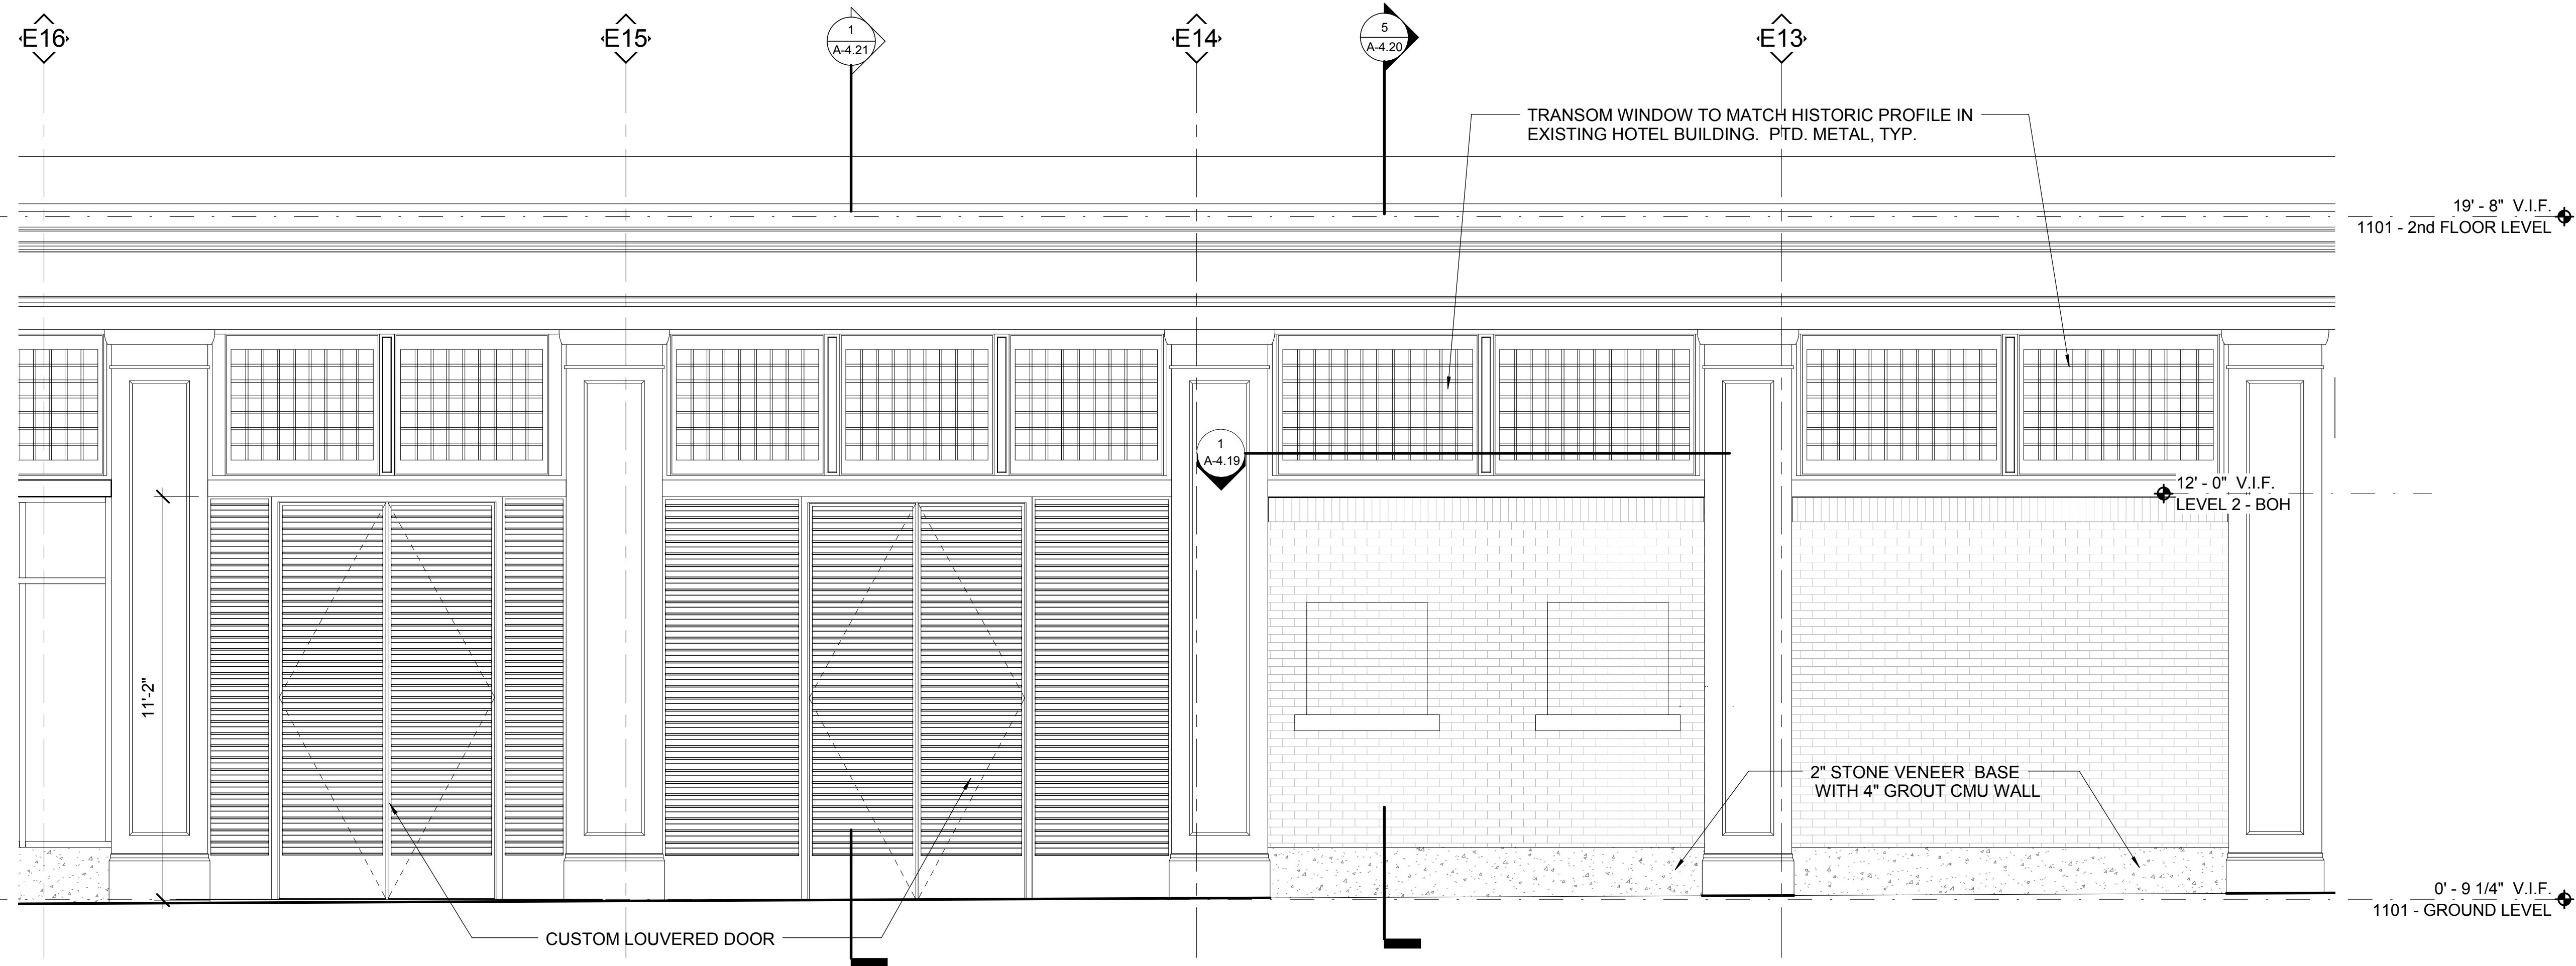 E16
E15
1
A-4.21
E14
5
A-4.20
E13
TRANSOM WINDOW TO MATCH HISTORIC PROFILE IN
EXISTING HOTEL BUILDING.  PTD. METAL, TYP.
19' - 8"  V.I.F.
1101 - 2nd FLOOR LEVEL
1
A-4.19
12' - 0"  V.I.F.
LEVEL 2 - BOH
11'-2"
2" STONE VENEER  BASE
WITH 4" GROUT CMU WALL
0' - 9 1/4"  V.I.F.
1101 - GROUND LEVEL
CUSTOM LOUVERED DOOR